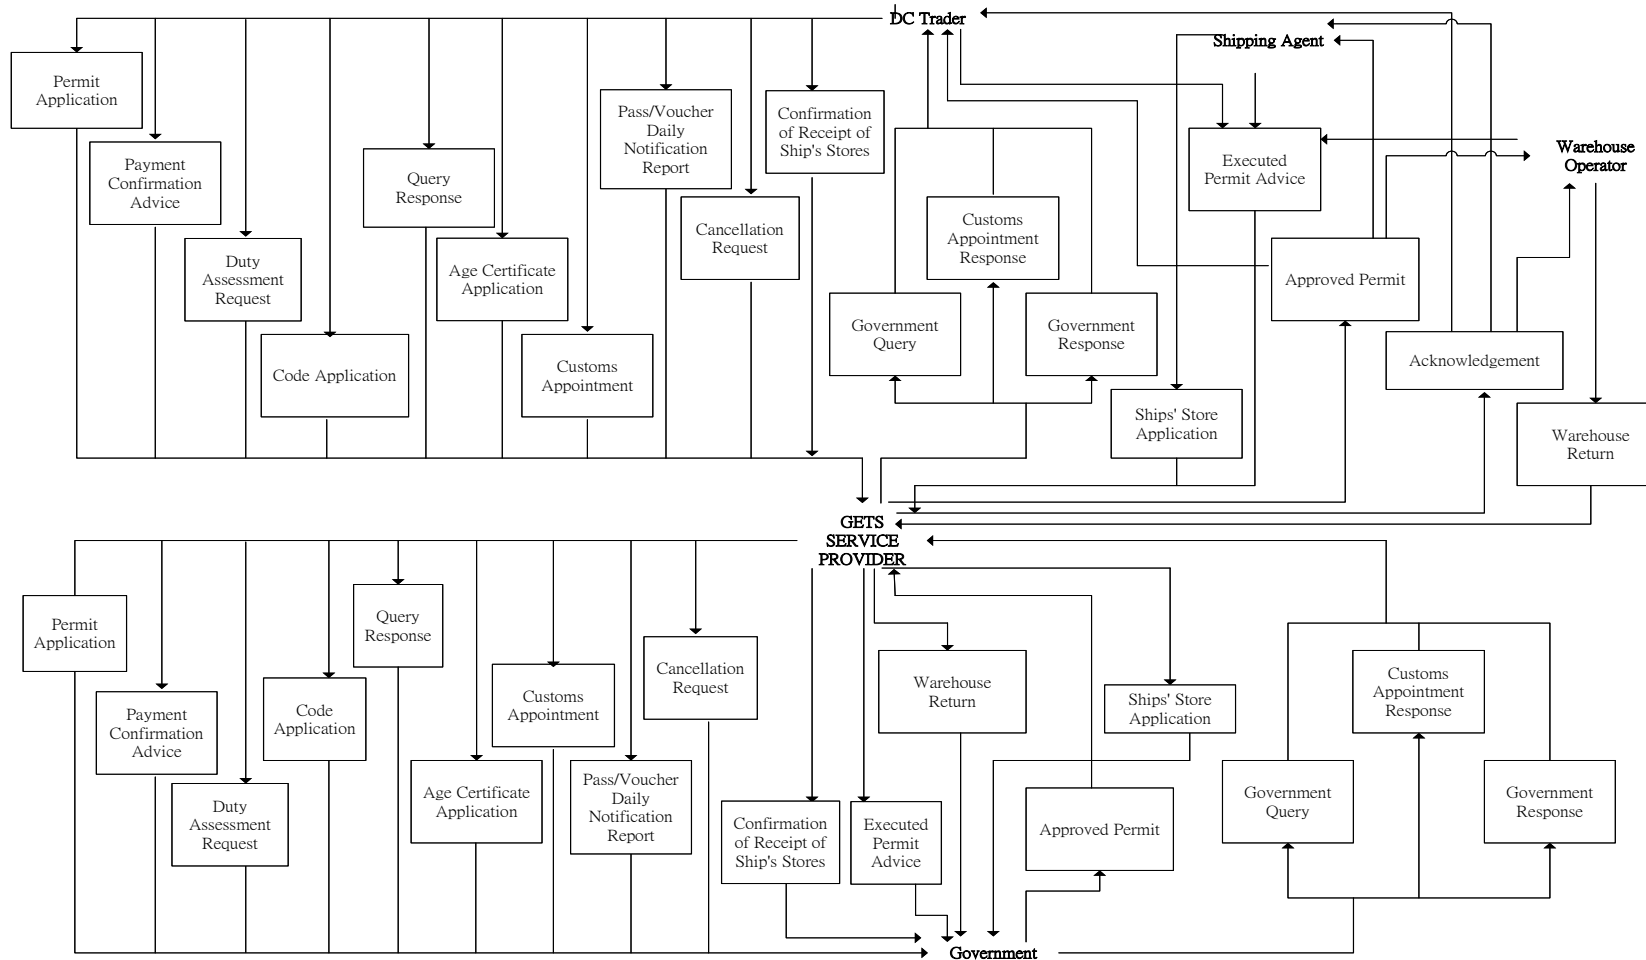 DC Trader
Shipping Agent
Permit
Application
Payment
Confirmation
Advice
Duty
Assessment
Request
Code Application
Query
Response
Age Certificate
Application
Customs
Appointment
Pass/Voucher
Daily
Notification
Report
Cancellation
Request
Confirmation
of Receipt of
Ship's Stores
Government
Query
Customs
Appointment
Response
Government
Response
Ships' Store
Application
Executed
Permit Advice
Approved Permit
Acknowledgement
Warehouse
Operator
Warehouse
Return
GETS
SERVICE
PROVIDER
Permit
Application
Payment
Confirmation
Advice
Duty
Assessment
Request
Code
Application
Query
Response
Age Certificate
Application
Customs
Appointment
Pass/Voucher
Daily
Notification
Report
Cancellation
Request
Confirmation
of Receipt of
Ship's Stores
Executed
Permit
Advice
Warehouse
Return
Approved Permit
Ships' Store
Application
Government
Query
Customs
Appointment
Response
Government
Response
Government